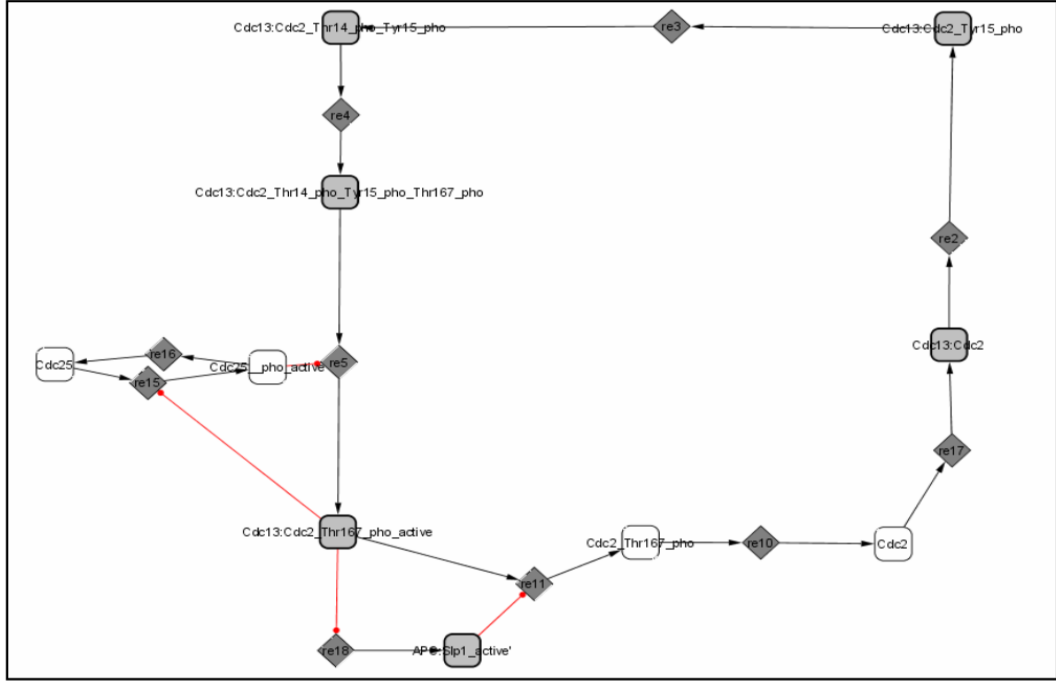 Cdc13:Cdc2_Thr14_pho_Tyr15_pho
re3
Cdc13:Cdc2_Tyr15_pho
re4
Cdc13:Cdc2_Thr14_pho_Tyr15_pho_Thr167_pho
re2
Cdc13:Cdc2
re16
Cdc25
Cdc25__pho_active
re5
re15
re17
Cdc13:Cdc2_Thr167_pho_active
Cdc2_Thr167_pho
re10
Cdc2
re11
re18
APC:Slp1_active'